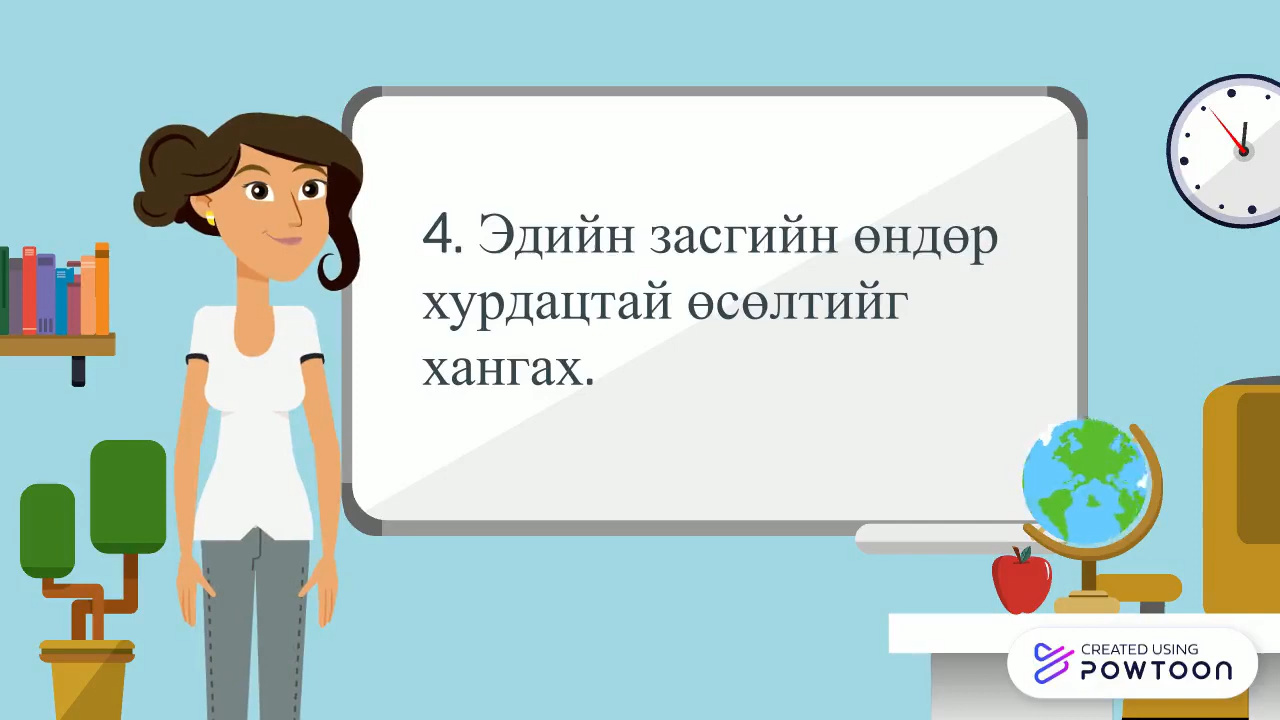 4. Эдийн засгийн өндөр
хурдацтай өсөлтийг
хангах.
CREATED USING
POWTOON